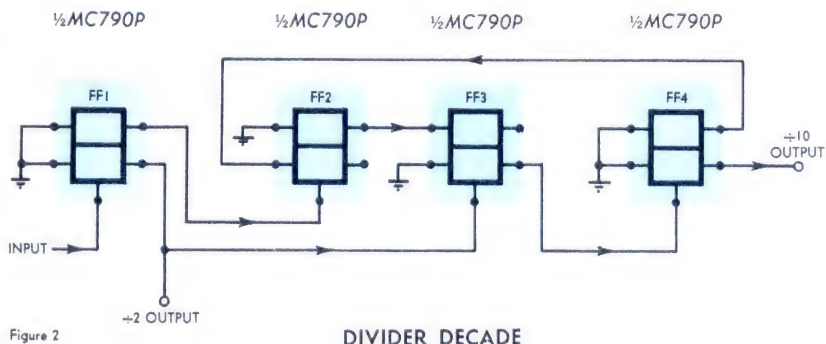 ½MC790P
½MC790P
½MC790P
½MC790P
FF1
FF2
FF3
FF4
÷10
OUTPUT
INPUT
÷2 OUTPUT
Figure 2
DIVIDER DECADE